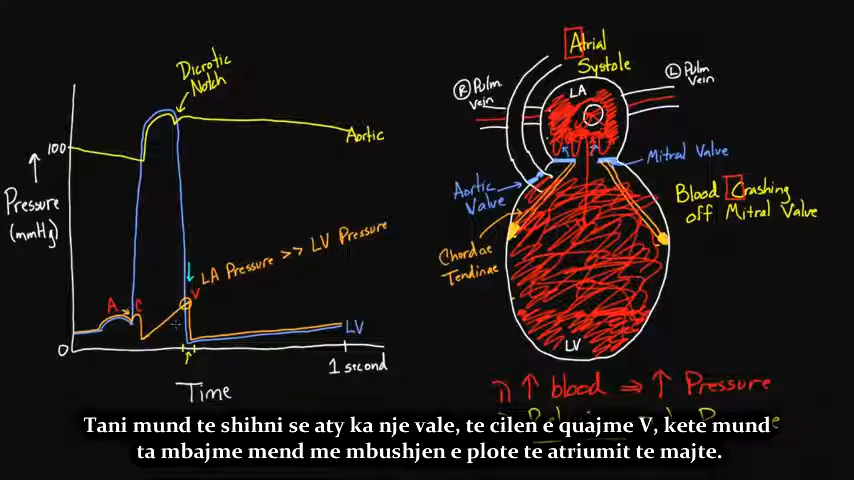 Dicrotic
Notch
100
Pressure
(mmHg)
0
Aortic
LA Pressure >> LV Pressure
A
C
V
LV
1 second
Time
Atrial
Systole
R Pulm
vein
L Pulm
vein
LA
Mitral Valve
Aortic
Valve
Blood Crashing
off Mitral Valve
Chordae
Tendinae
LV
1) ↑ blood ⇒ ↑ Pressure
Tani mund te shihni se aty ka nje vale, te cilen e quajme V, kete mund
ta mbajme mend me mbushjen e plote te atriumit te majte.